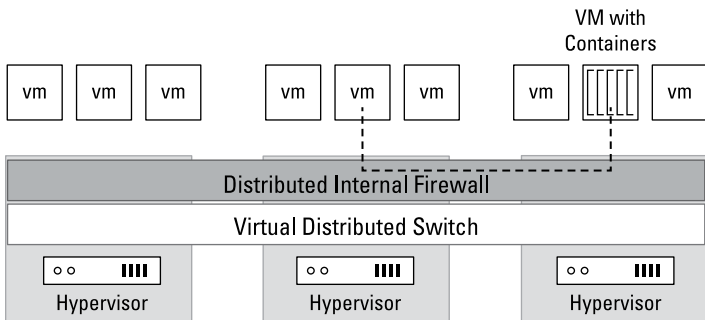 VM with
Containers
vm vm vm vm vm vm vm vm
Distributed Internal Firewall
Virtual Distributed Switch
Hypervisor Hypervisor Hypervisor